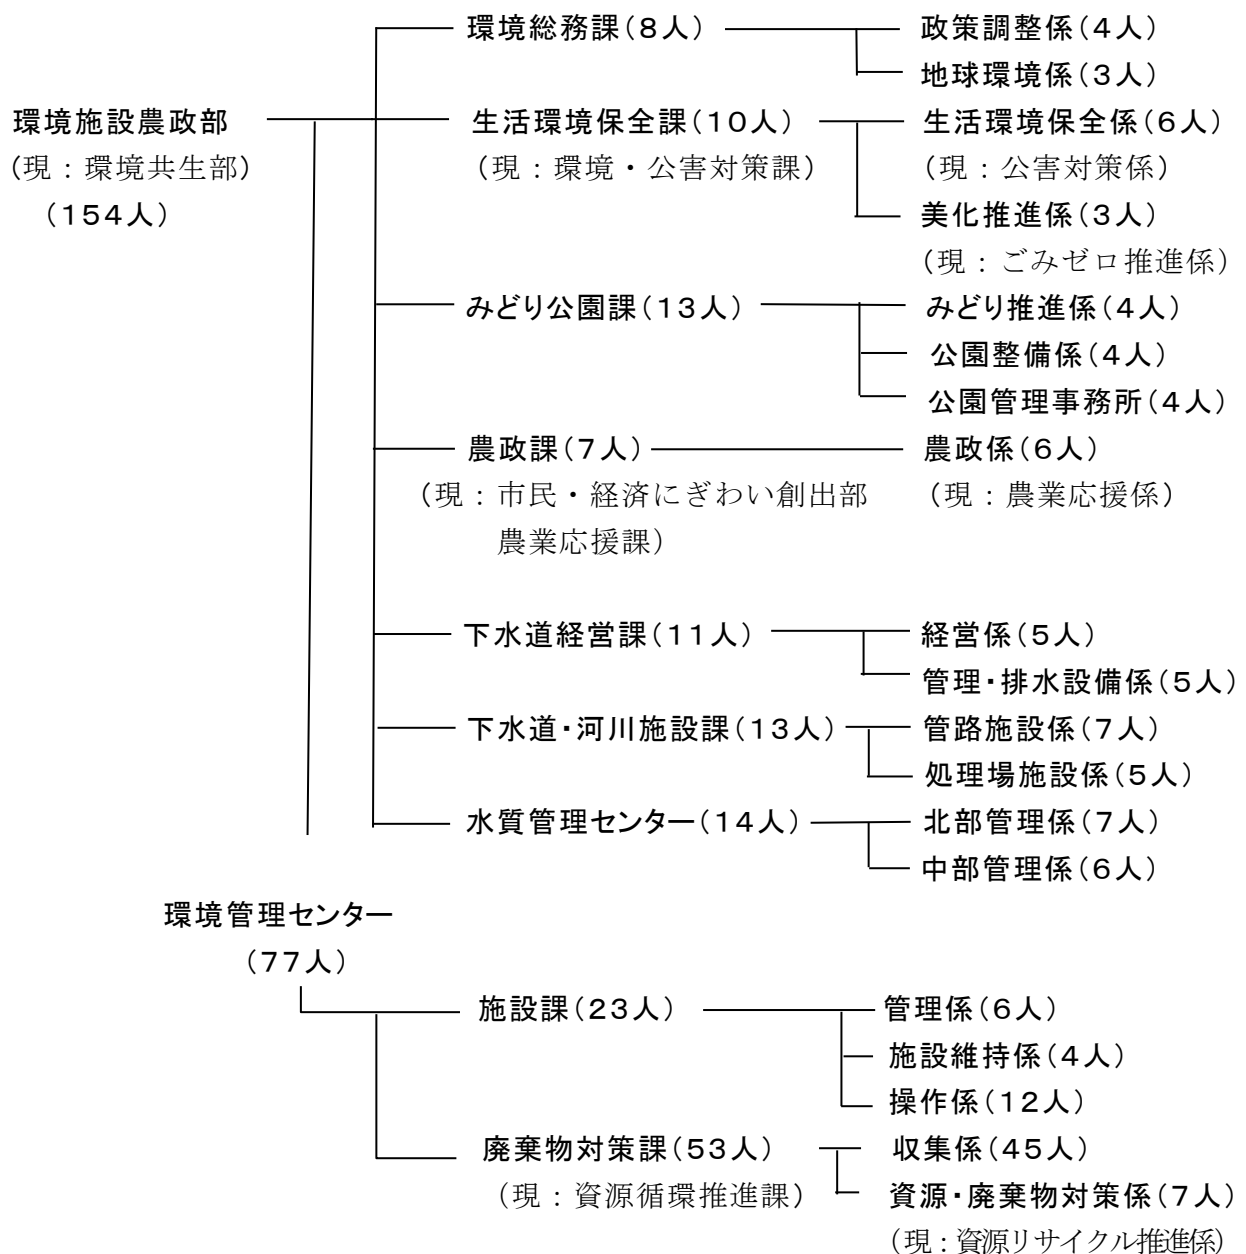 環境総務課(8人) 政策調整係(4人)
地球環境係(3人)
環境施設農政部 生活環境保全課(10人) 生活環境保全係(6人)
(現:環境共生部) (現:環境・公害対策課) (現:公害対策係)
(154人) 美化推進係(3人)
(現:ごみゼロ推進係)
みどり公園課(13人) みどり推進係(4人)
公園整備係(4人)
公園管理事務所(4人)
農政課(7人) 農政係(6人)
(現:市民・経済にぎわい創出部 (現:農業応援係)
農業応援課)
下水道経営課(11人) 経営係(5人)
管理・排水設備係(5人)
下水道・河川施設課(13人) 管路施設係(7人)
処理場施設係(5人)
水質管理センター(14人) 北部管理係(7人)
中部管理係(6人)
環境管理センター
(77人)
施設課(23人) 管理係(6人)
施設維持係(4人)
操作係(12人)
廃棄物対策課(53人) 収集係(45人)
(現:資源循環推進課) 資源・廃棄物対策係(7人)
(現:資源リサイクル推進係)